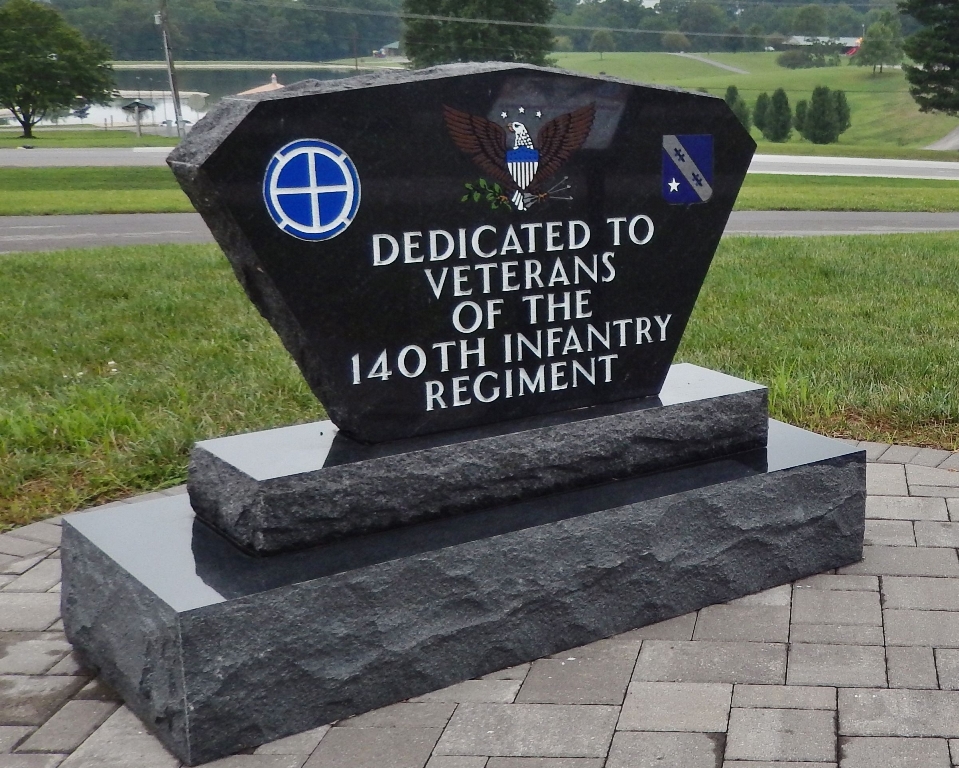 DEDICATED TO
VETERANS
OF THE
140TH INFANTRY
REGIMENT